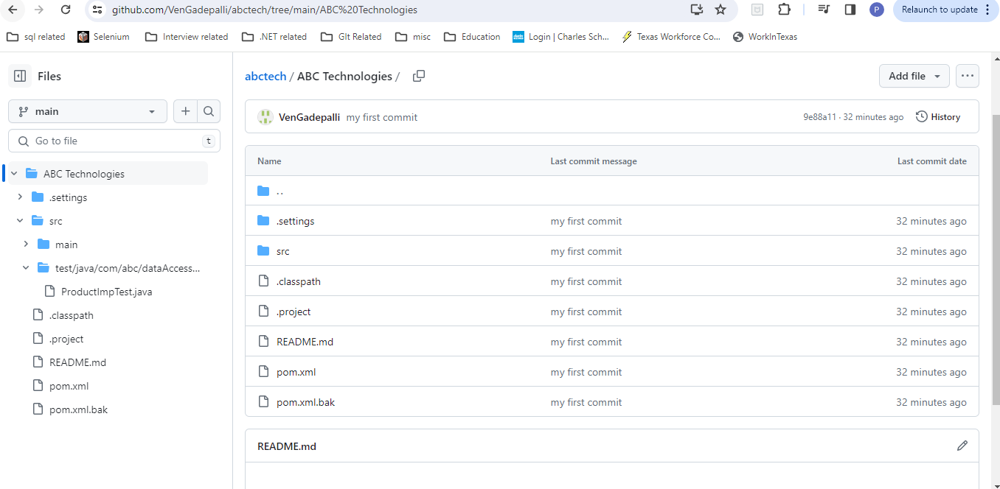 github.com/VenGadepalli/abctech/tree/main/ABC%20Technologies
P
Relaunch to update
sql related
Selenium
Interview related
.NET related
GIt Related
misc
Education
Login | Charles Sch...
Texas Workforce Co...
WorkInTexas
Files
main
Go to file
t
ABC Technologies
.settings
src
main
test/java/com/abc/dataAccess...
ProductImpTest.java
.classpath
.project
README.md
pom.xml
pom.xml.bak
abctech / ABC Technologies /
Add file
VenGadepalli my first commit
9e88a11 · 32 minutes ago
History
Name Last commit message Last commit date
..
.settings my first commit 32 minutes ago
src my first commit 32 minutes ago
.classpath my first commit 32 minutes ago
.project my first commit 32 minutes ago
README.md my first commit 32 minutes ago
pom.xml my first commit 32 minutes ago
pom.xml.bak my first commit 32 minutes ago
README.md